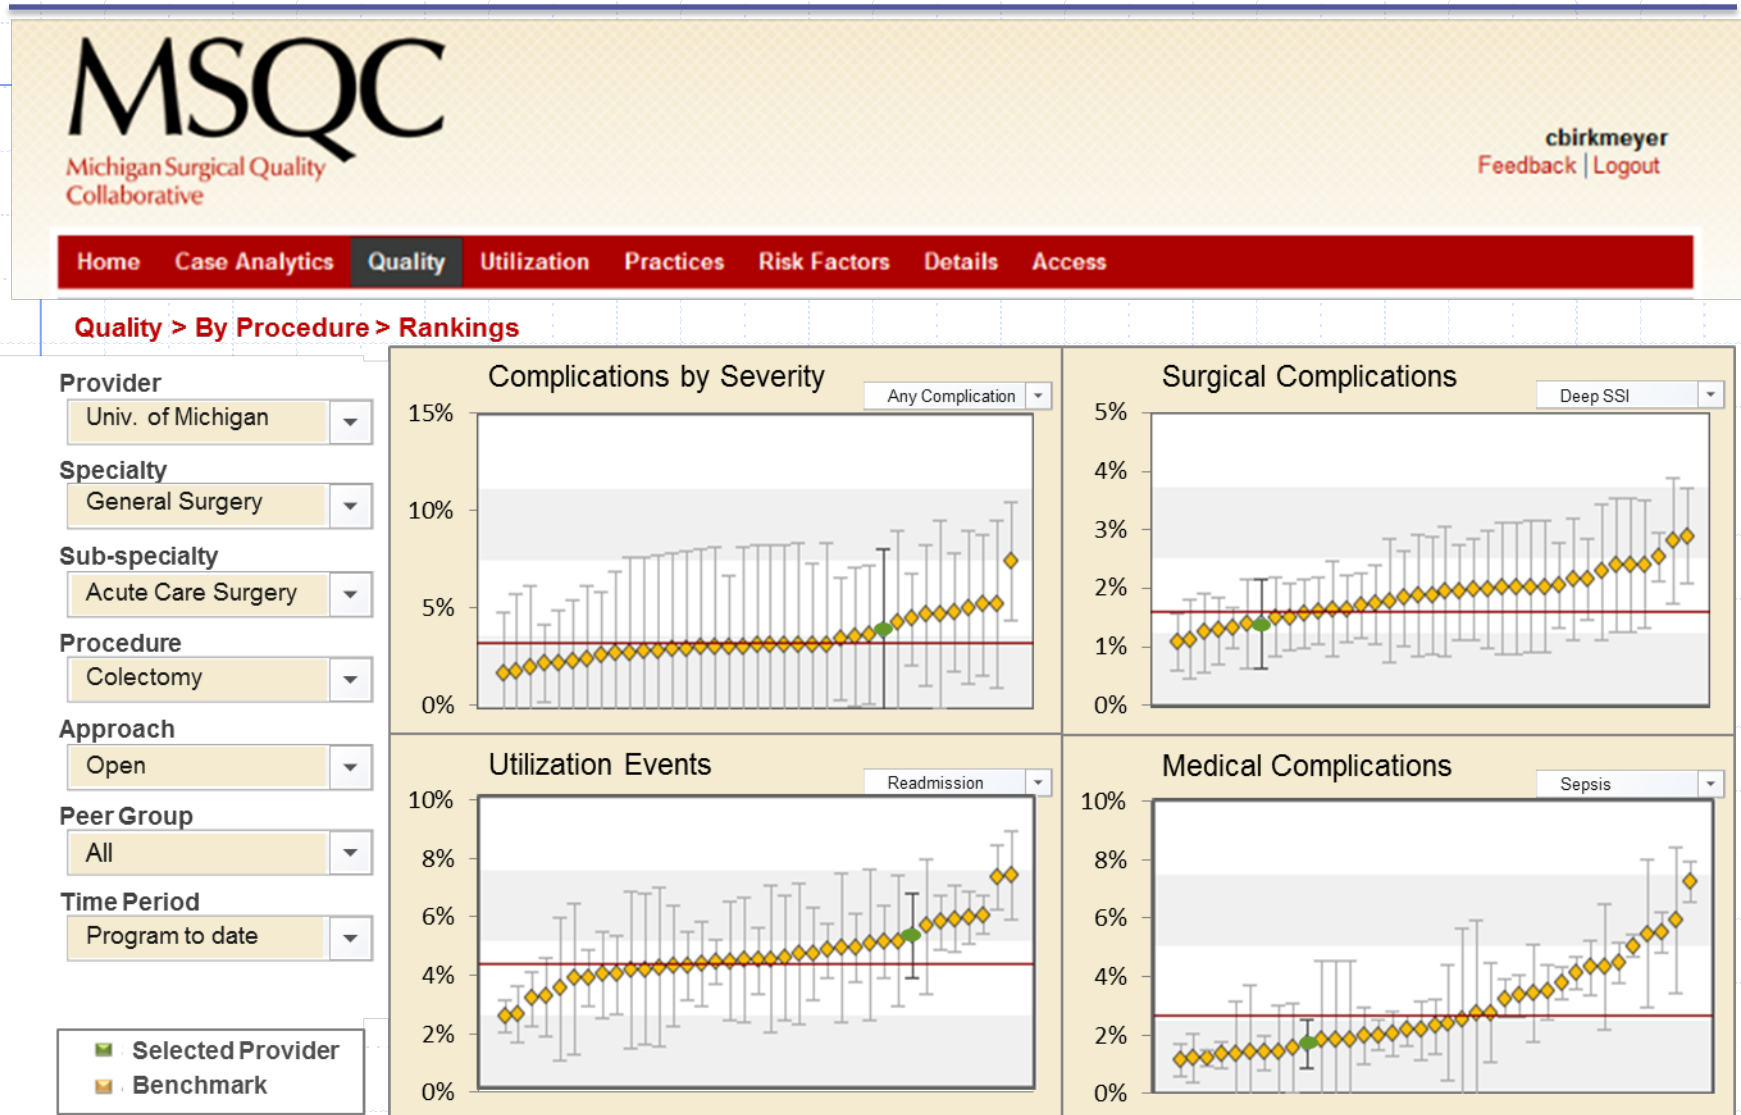 MSQC
Michigan Surgical Quality
Collaborative
cbirkmeyer
Feedback | Logout
Home Case Analytics Quality Utilization Practices Risk Factors Details Access
Quality > By Procedure > Rankings
Provider
Univ. of Michigan
Specialty
General Surgery
Sub-specialty
Acute Care Surgery
Procedure
Colectomy
Approach
Open
Peer Group
All
Time Period
Program to date
Selected Provider
Benchmark
Complications by Severity
Any Complication
15%
10%
5%
0%
Surgical Complications
Deep SSI
5%
4%
3%
2%
1%
0%
Utilization Events
Readmission
10%
8%
6%
4%
2%
0%
Medical Complications
Sepsis
10%
8%
6%
4%
2%
0%